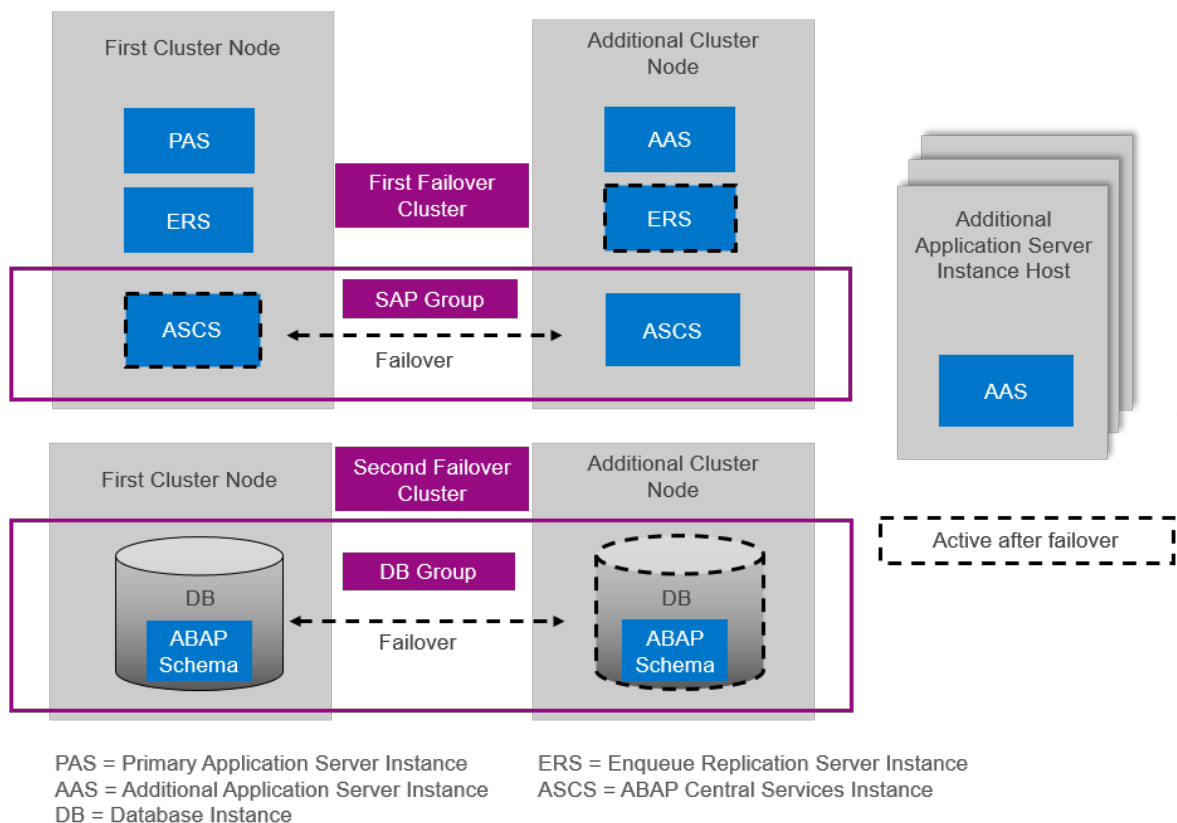 First Cluster Node
PAS
ERS
ASCS
First Failover
Cluster
SAP Group
Failover
Additional Cluster
Node
AAS
ERS
ASCS
Additional
Application Server
Instance Host
AAS
First Cluster Node
DB
ABAP
Schema
Second Failover
Cluster
DB Group
Failover
Additional Cluster
Node
DB
ABAP
Schema
Active after failover
PAS = Primary Application Server Instance
AAS = Additional Application Server Instance
DB = Database Instance
ERS = Enqueue Replication Server Instance
ASCS = ABAP Central Services Instance